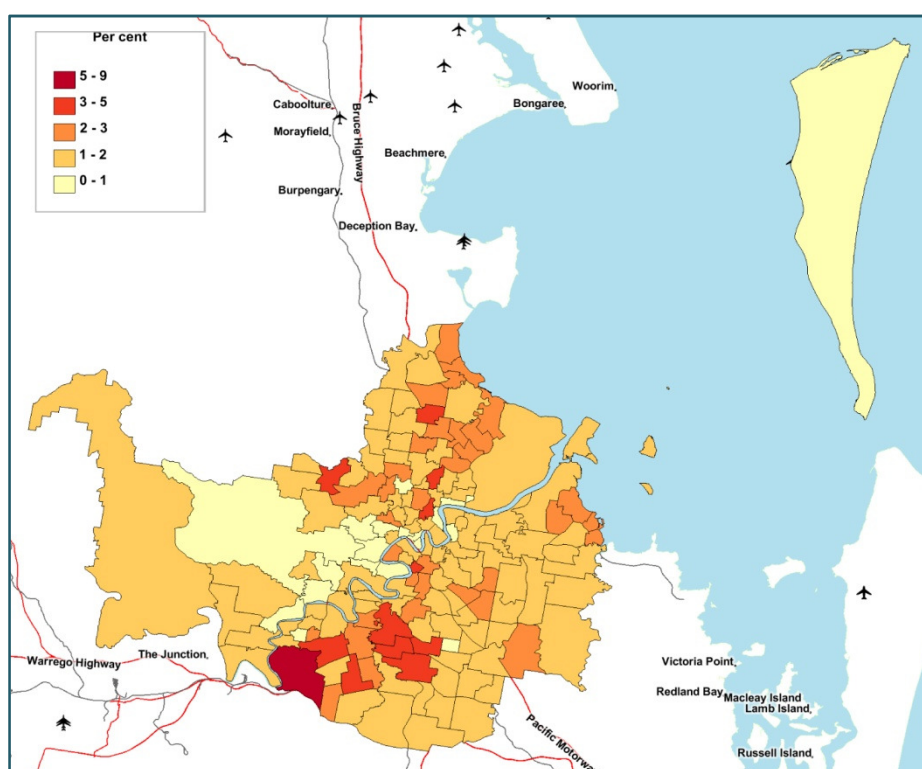 Per cent
5 - 9
3 - 5
2 - 3
1 - 2
0 - 1
Woorim
Bongaree
Caboolture
Morayfield
Bruce Highway
Beachmere
Burpengary
Deception Bay
Warrego Highway
The Junction
Victoria Point
Redland Bay
Macleay Island
Lamb Island
Pacific Motorway
Russell Island